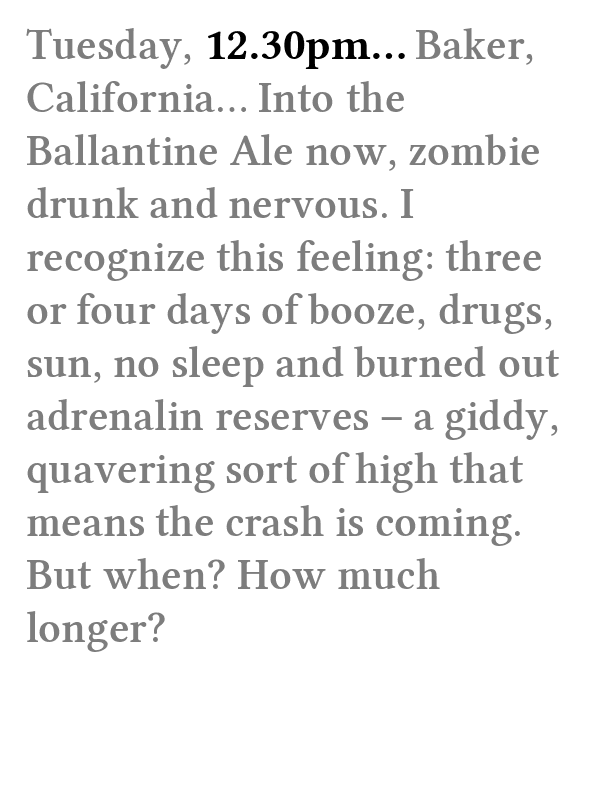 Tuesday, 12.30pm... Baker,
California... Into the
Ballantine Ale now, zombie
drunk and nervous. I
recognize this feeling: three
or four days of booze, drugs,
sun, no sleep and burned out
adrenalin reserves – a giddy,
quavering sort of high that
means the crash is coming.
But when? How much
longer?